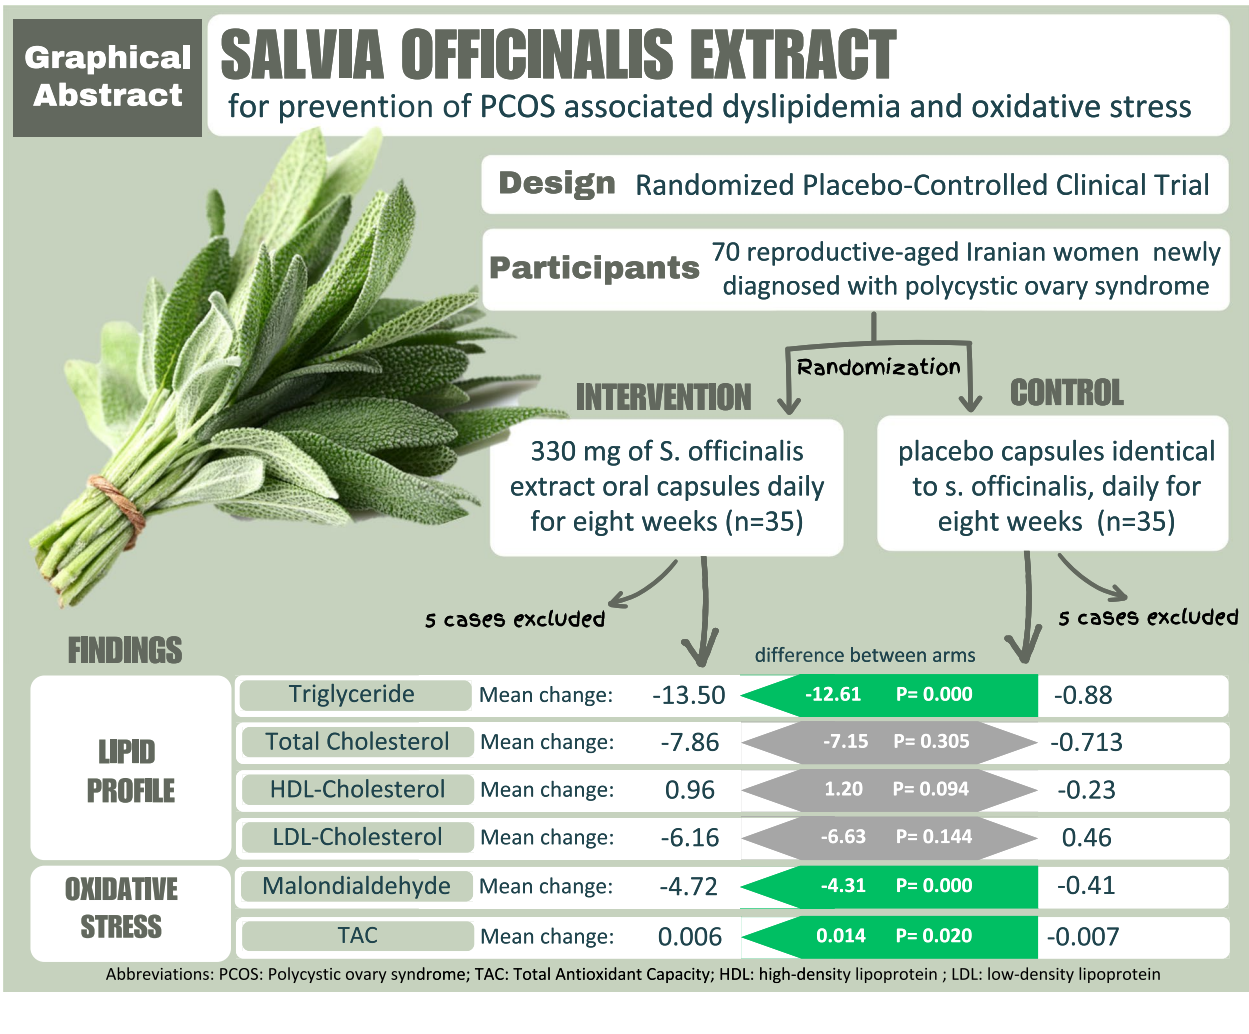 Graphical
Abstract
SALVIA OFFICINALIS EXTRACT
for prevention of PCOS associated dyslipidemia and oxidative stress
Design Randomized Placebo-Controlled Clinical Trial
Participants
70 reproductive-aged Iranian women newly
diagnosed with polycystic ovary syndrome
Randomization
INTERVENTION
330 mg of S. officinalis
extract oral capsules daily
for eight weeks (n=35)
CONTROL
placebo capsules identical
to s. officinalis, daily for
eight weeks (n=35)
5 cases excluded
5 cases excluded
FINDINGS
difference between arms
LIPID
PROFILE
Triglyceride Mean change: -13.50 -12.61 P= 0.000 -0.88
Total Cholesterol Mean change: -7.86 -7.15 P= 0.305 -0.713
HDL-Cholesterol Mean change: 0.96 1.20 P= 0.094 -0.23
LDL-Cholesterol Mean change: -6.16 -6.63 P= 0.144 0.46
OXIDATIVE
STRESS
Malondialdehyde Mean change: -4.72 -4.31 P= 0.000 -0.41
TAC Mean change: 0.006 0.014 P= 0.020 -0.007
Abbreviations: PCOS: Polycystic ovary syndrome; TAC: Total Antioxidant Capacity; HDL: high-density lipoprotein ; LDL: low-density lipoprotein